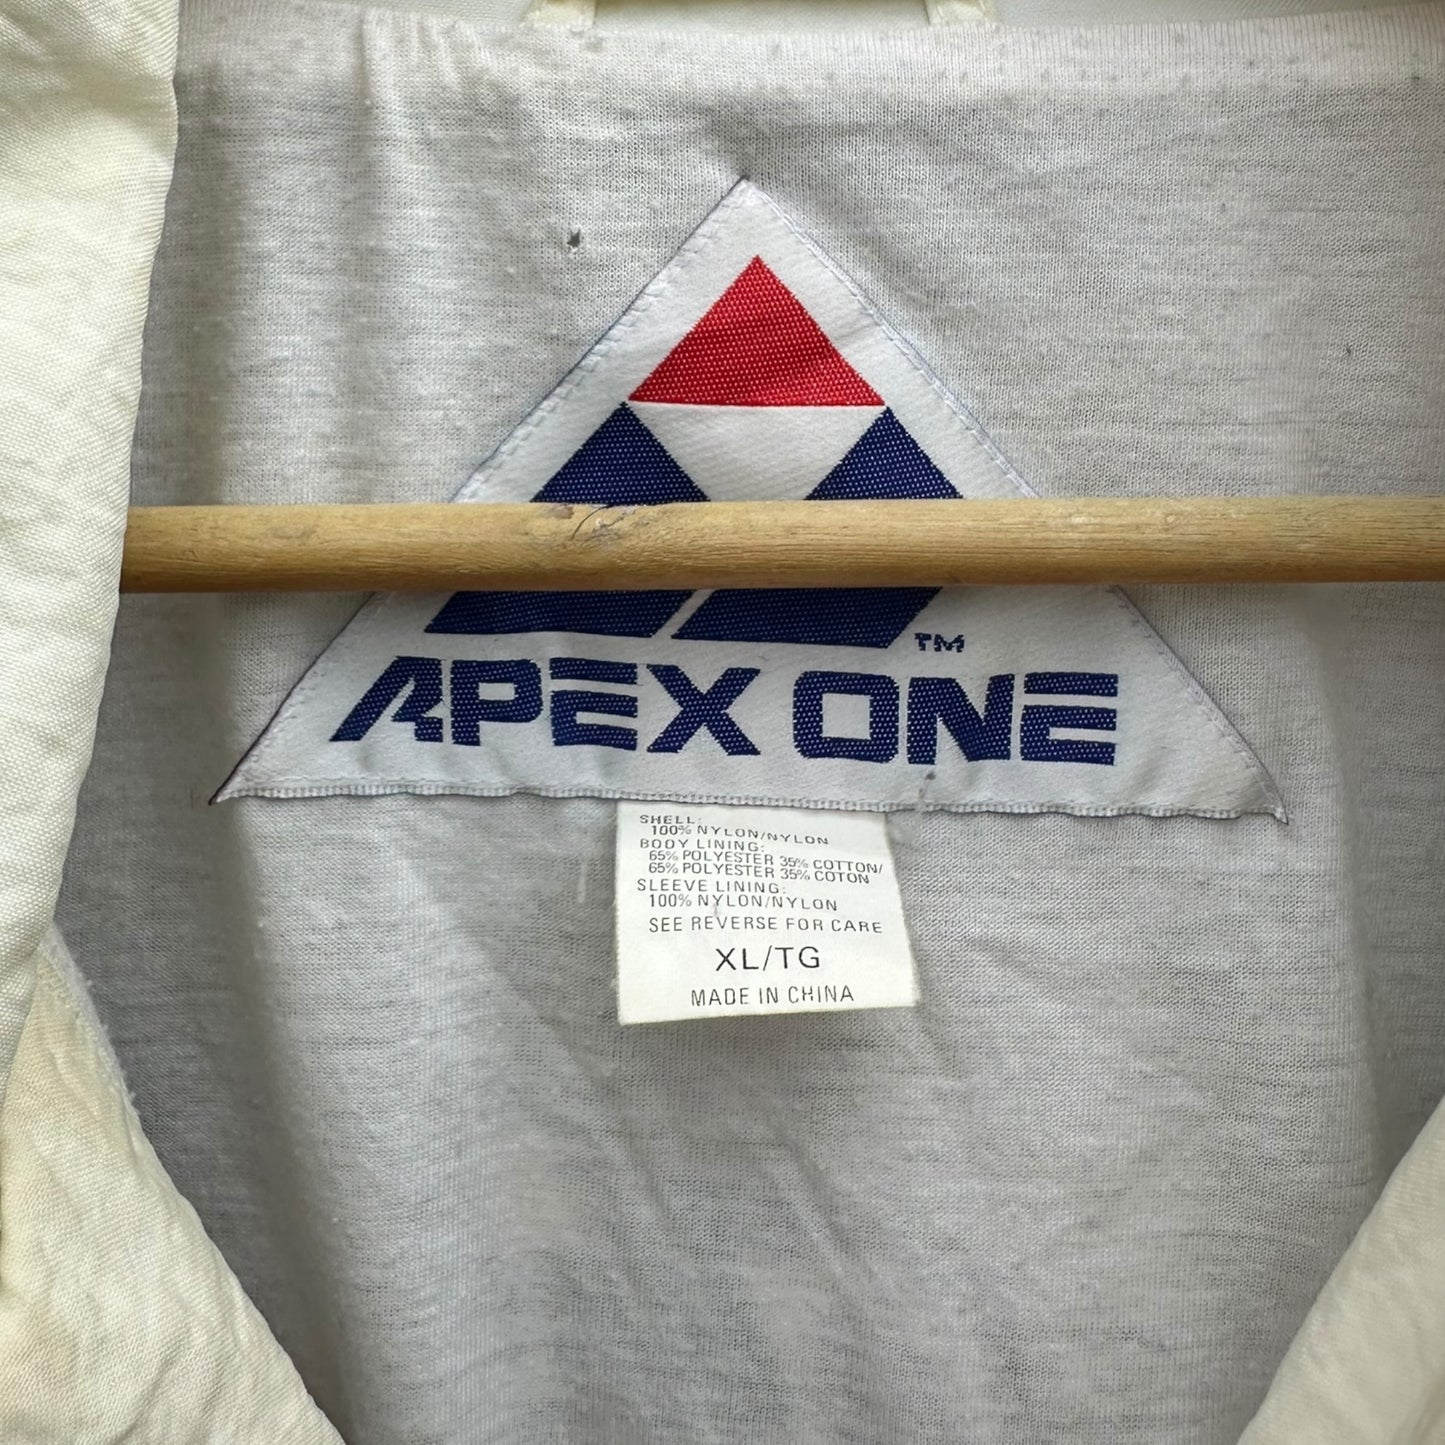 TM
APEX ONE
SHELL:
100% NYLON/NYLON
BODY LINING:
65% POLYESTER 35% COTTON/
65% POLYESTER 35% COTON
SLEEVE LINING:
100% NYLON/NYLON
SEE REVERSE FOR CARE
XL/TG
MADE IN CHINA